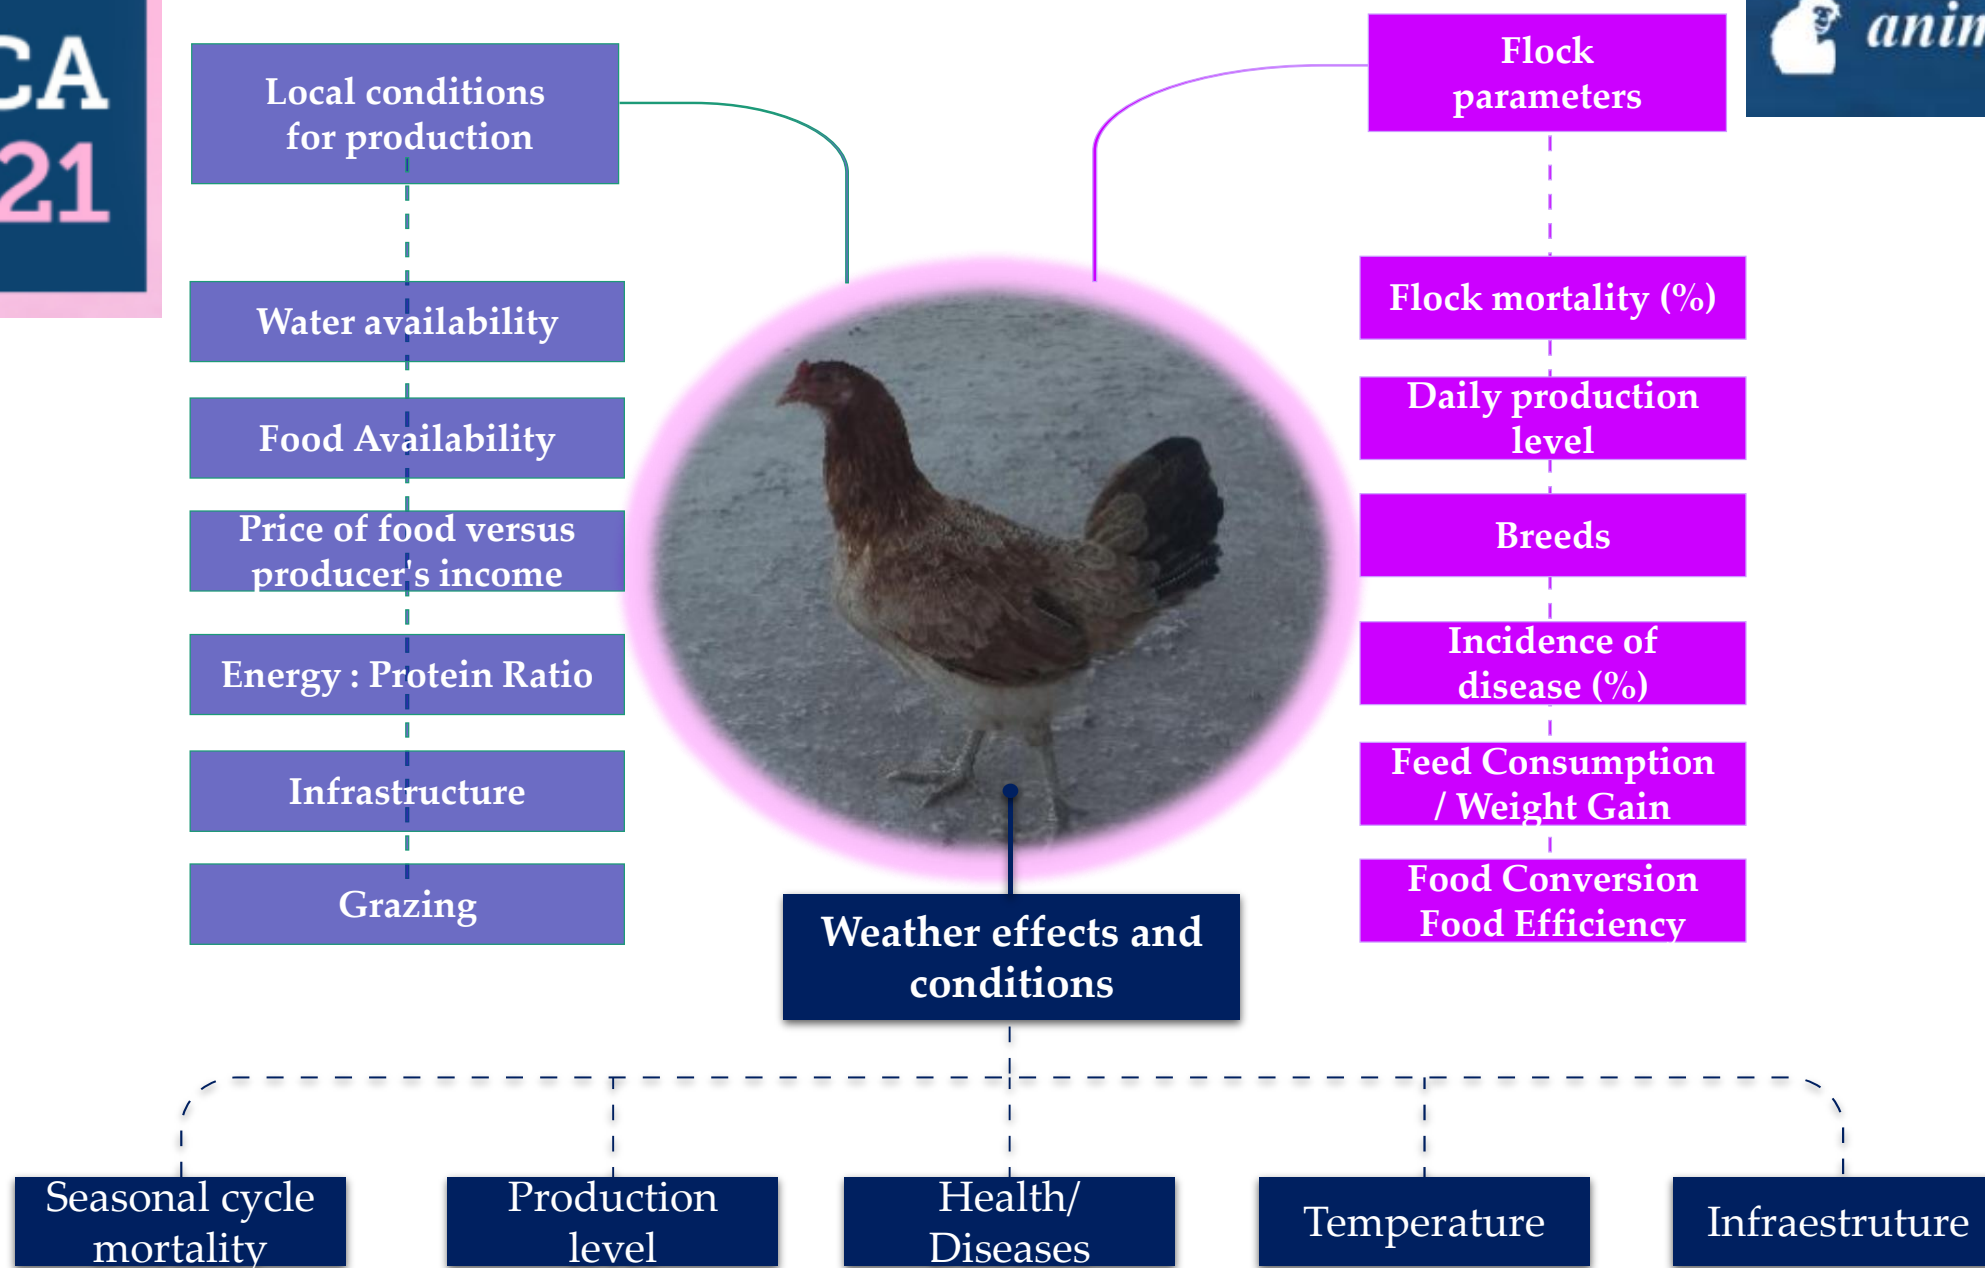 CA
21
anim
Local conditions
for production
Water availability
Food Availability
Price of food versus
producer's income
Energy : Protein Ratio
Infrastructure
Grazing
Flock
parameters
Flock mortality (%)
Daily production
level
Breeds
Incidence of
disease (%)
Feed Consumption
/ Weight Gain
Food Conversion
Food Efficiency
Weather effects and
conditions
Seasonal cycle
mortality
Production
level
Health/
Diseases
Temperature
Infraestruture